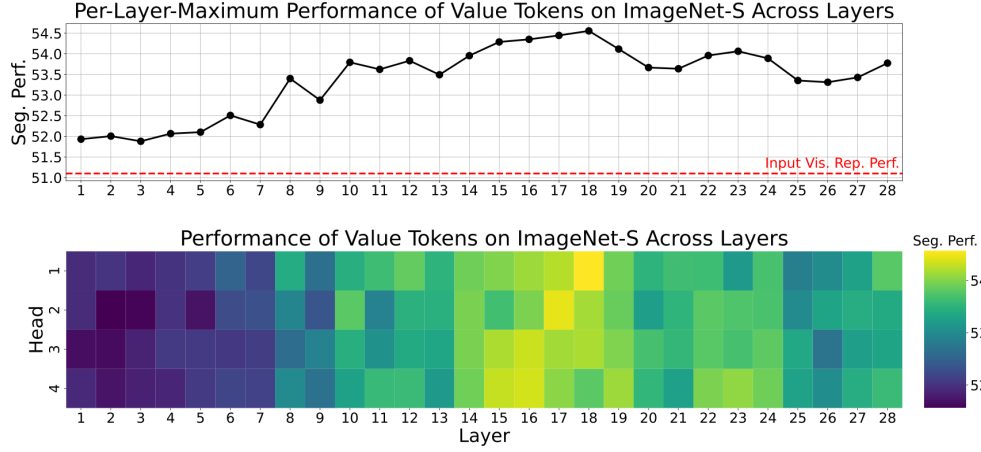 Per-Layer-Maximum Performance of Value Tokens on ImageNet-S Across Layers
Seg. Perf.
54.5
54.0
53.5
53.0
52.5
52.0
51.5
51.0
Input Vis. Rep. Perf.
1 2 3 4 5 6 7 8 9 10 11 12 13 14 15 16 17 18 19 20 21 22 23 24 25 26 27 28
Performance of Value Tokens on ImageNet-S Across Layers
Seg. Perf.
Head
1
2
3
4
1 2 3 4 5 6 7 8 9 10 11 12 13 14 15 16 17 18 19 20 21 22 23 24 25 26 27 28
Layer